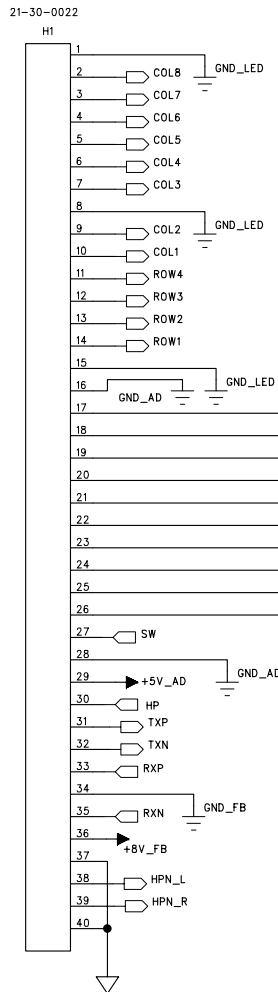 21-30-0022
H1
1
GND_LED
2 COL8
3 COL7
4 COL6
5 COL5
6 COL4
7 COL3
8
GND_LED
9 COL2
10 COL1
11 ROW4
12 ROW3
13 ROW2
14 ROW1
15
GND_LED
16
GND_AD
17
18
19
20
21
22
23
24
25
26
27 SW
28
GND_AD
29 +5V_AD
30 HP
31 TXP
32 TXN
33 RXP
34
GND_FB
35 RXN
36
+8V_FB
37
38 HPN_L
39 HPN_R
40